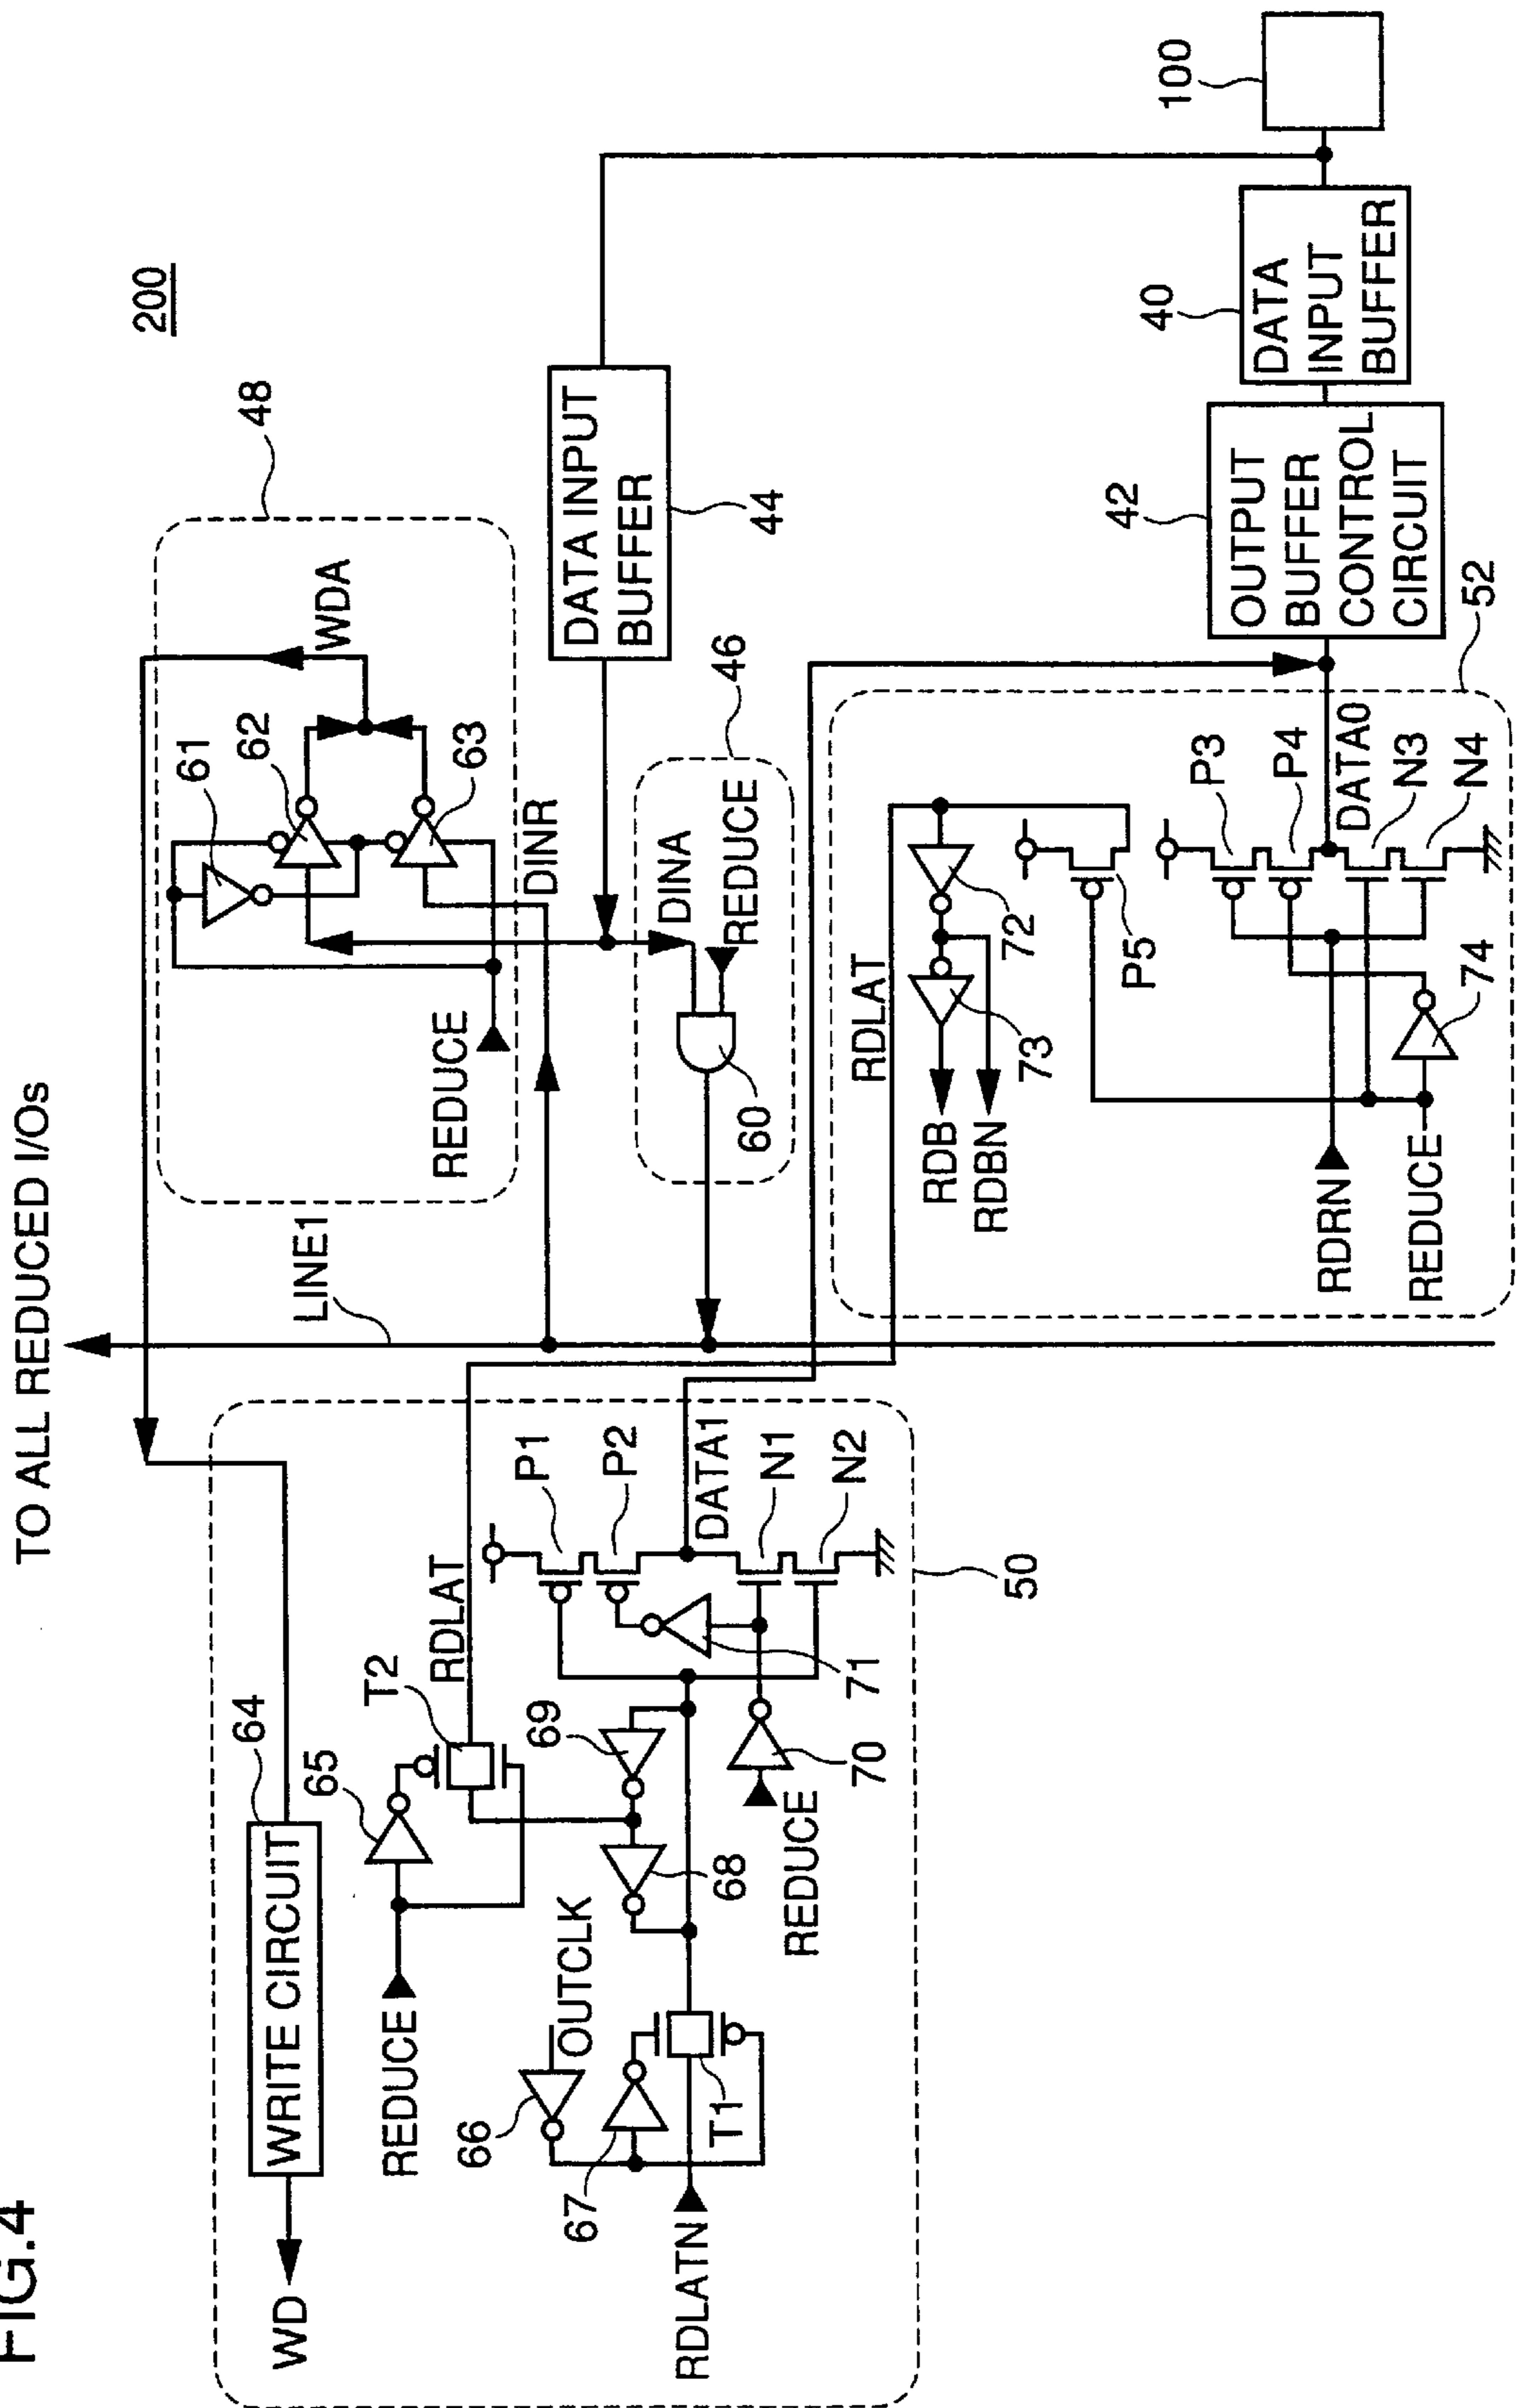 FIG.4
TO ALL REDUCED I/Os
200
LINE1
48
WDA
61
62
63
REDUCE
DINR
DATA INPUT
BUFFER
44
46
DINA
REDUCE
60
100
40
DATA
INPUT
BUFFER
42
OUTPUT
BUFFER
CONTROL
CIRCUIT
52
RDLAT
72
73
RDB
RDBN
P5
P3
P4
DATA0
N3
N4
74
RDRN
REDUCE
WD
WRITE CIRCUIT
64
65
REDUCE
T2
RDLAT
66
OUTCLK
67
T1
RDLATN
68
69
70
REDUCE
71
P1
P2
DATA1
N1
N2
50